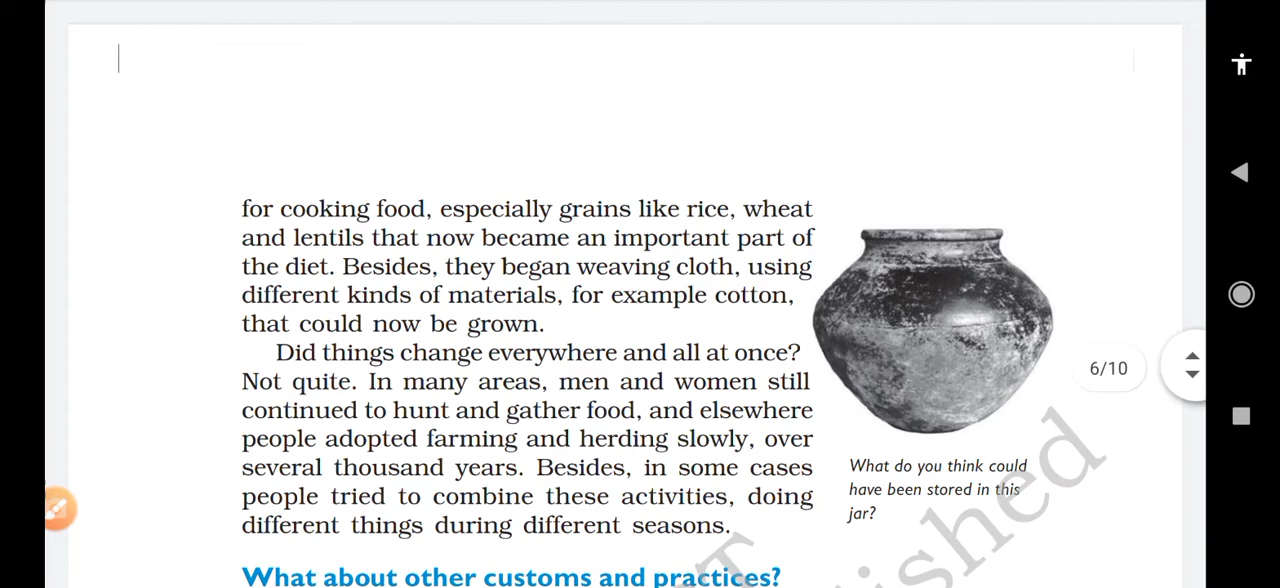 for cooking food, especially grains like rice, wheat
and lentils that now became an important part of
the diet. Besides, they began weaving cloth, using
different kinds of materials, for example cotton,
that could now be grown.
Did things change everywhere and all at once?
Not quite. In many areas, men and women still
continued to hunt and gather food, and elsewhere
people adopted farming and herding slowly, over
several thousand years. Besides, in some cases
people tried to combine these activities, doing
different things during different seasons.
What do you think could
have been stored in this
jar?
6/10
What about other customs and practices?
T
shed